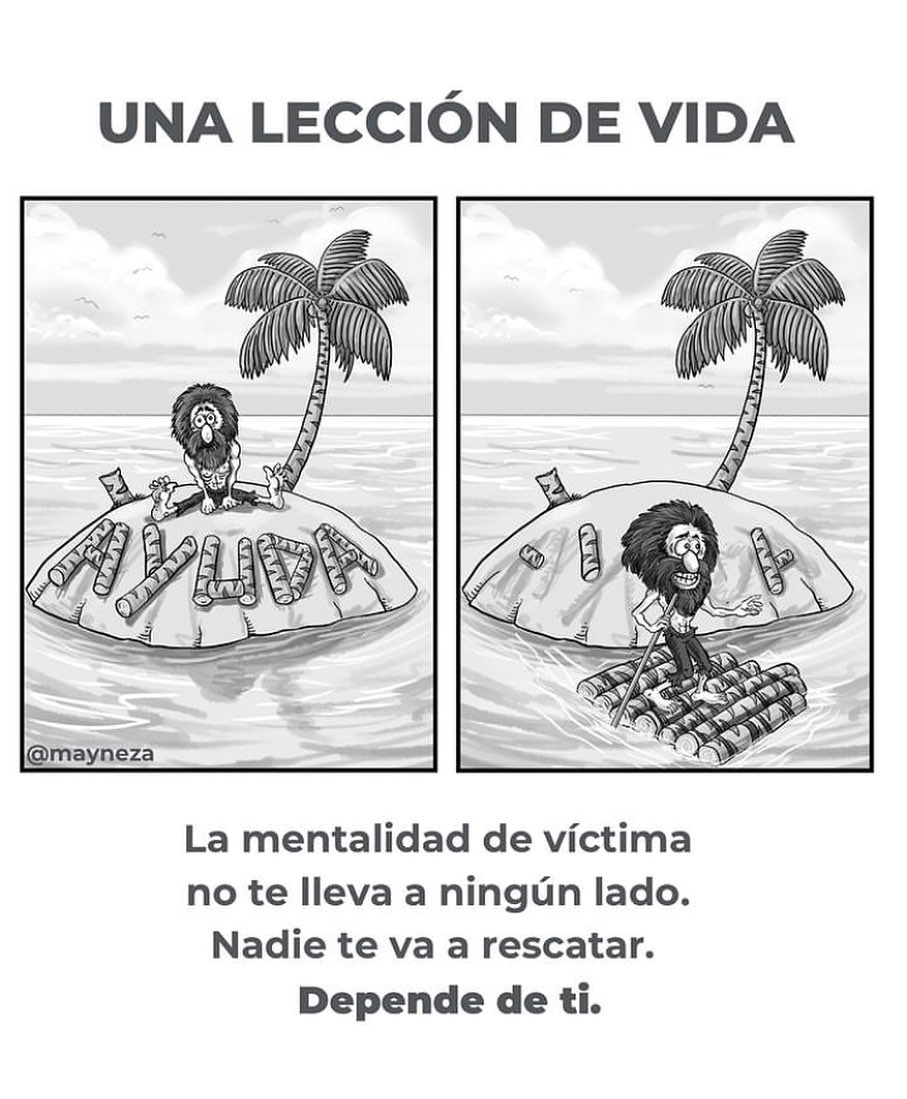 UNA LECCIÓN DE VIDA
AYUDA
@mayneza
La mentalidad de víctima
no te lleva a ningún lado.
Nadie te va a rescatar.
Depende de ti.